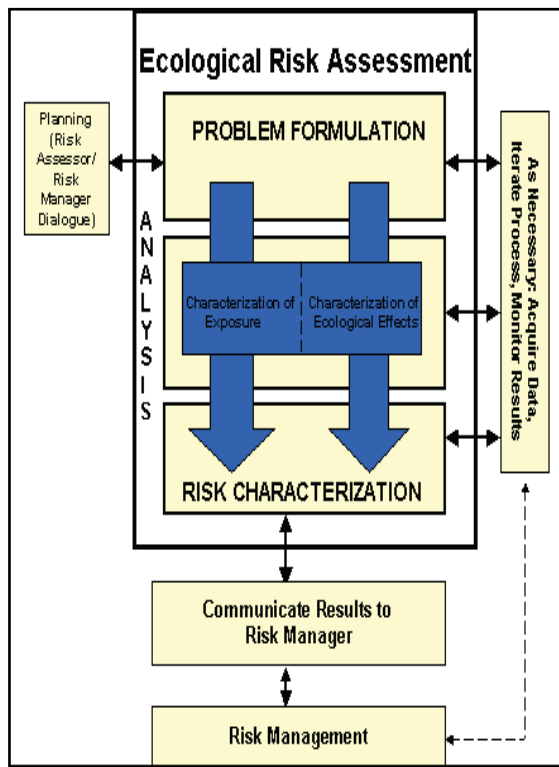 Ecological Risk Assessment
Planning
(Risk
Assessor/
Risk
Manager
Dialogue)
PROBLEM FORMULATION
ANALYSIS
Characterization of
Exposure
Characterization of
Ecological Effects
RISK CHARACTERIZATION
As Necessary: Acquire Data,
Iterate Process, Monitor Results
Communicate Results to
Risk Manager
Risk Management